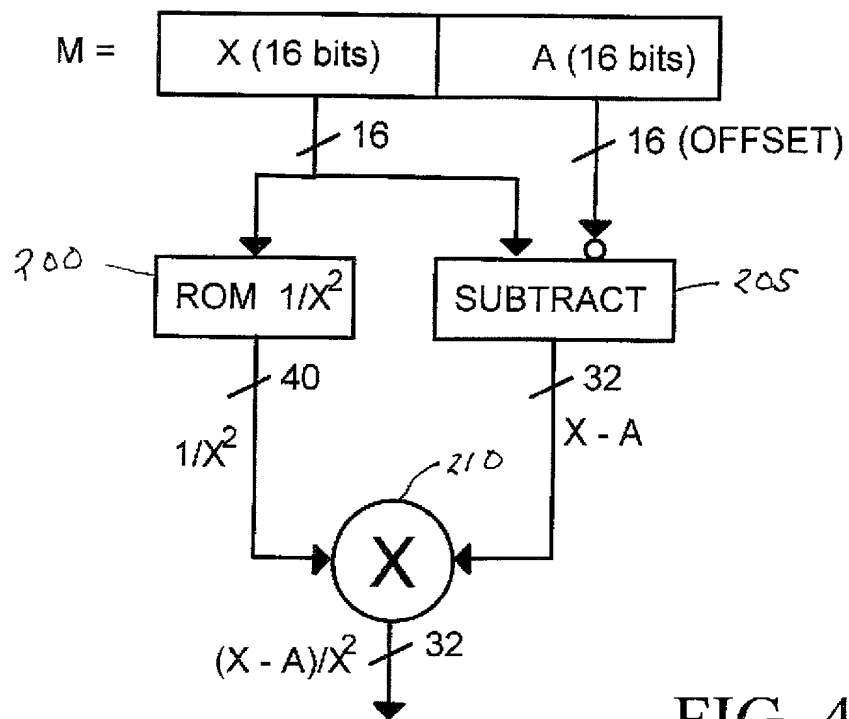 M = X (16 bits) A (16 bits)
16
16 (OFFSET)
200
ROM 1/X²
SUBTRACT
205
40
32
1/X²
X - A
210
X
(X - A)/X²
32
FIG. 4